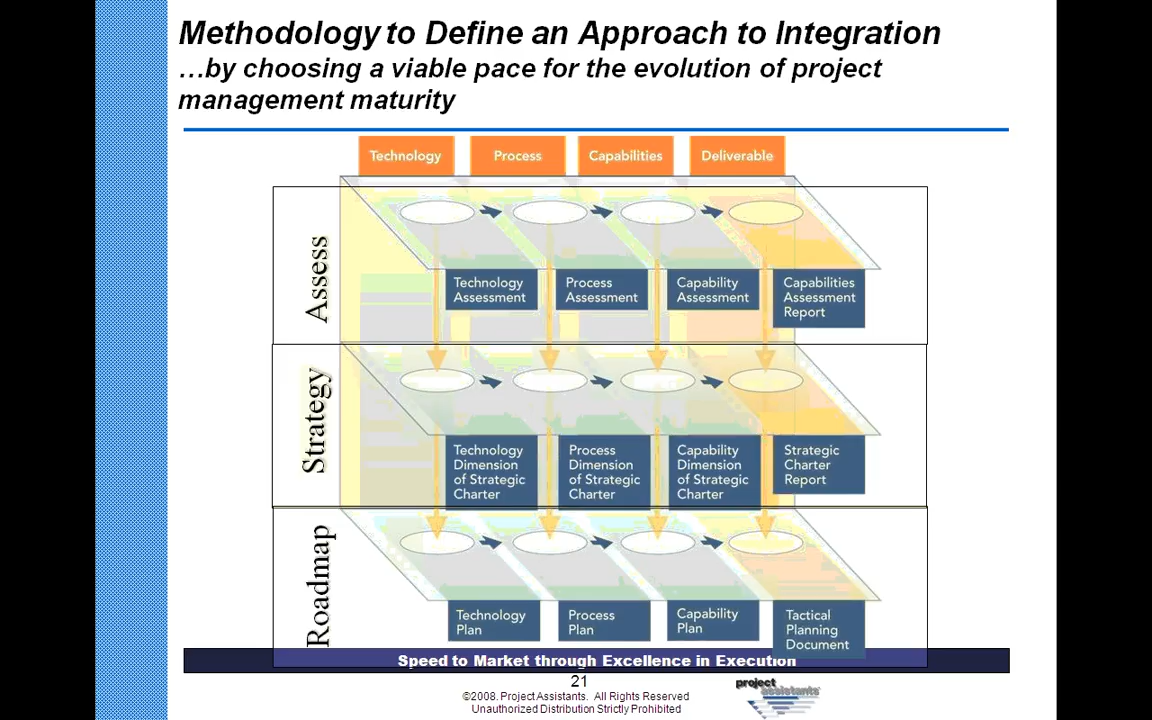 Methodology to Define an Approach to Integration
…by choosing a viable pace for the evolution of project
management maturity
Technology
Process
Capabilities
Deliverable
Assess
Technology
Assessment
Process
Assessment
Capability
Assessment
Capabilities
Assessment
Report
Strategy
Technology
Dimension
of Strategic
Charter
Process
Dimension
of Strategic
Charter
Capability
Dimension
of Strategic
Charter
Strategic
Charter
Report
Roadmap
Technology
Plan
Process
Plan
Capability
Plan
Tactical
Planning
Document
Speed to Market through Excellence in Execution
21
©2008. Project Assistants. All Rights Reserved
Unauthorized Distribution Strictly Prohibited
project
assistants